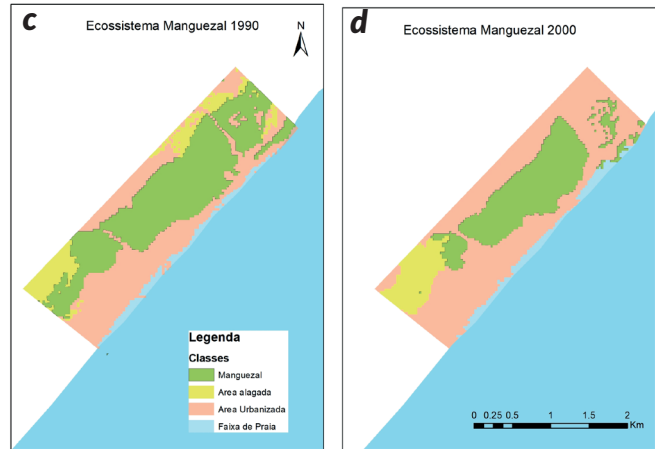 c
Ecossistema Manguezal 1990
N
Legenda
Classes
Manguezal
Area alagada
Area Urbanizada
Faixa de Praia
d
Ecossistema Manguezal 2000
0 0.25 0.5 1 1.5 2
Km